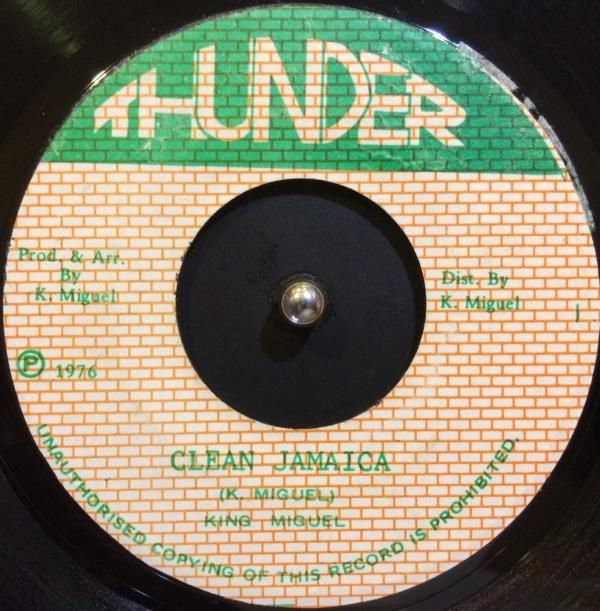 THUNDER
Prod. & Arr.
By
K. Miguel
Dist. By
K. Miguel
Ⓟ 1976
CLEAN JAMAICA
(K. MIGUEL)
KING MIGUEL
UNAUTHORISED COPYING OF THIS RECORD IS PROHIBITED.